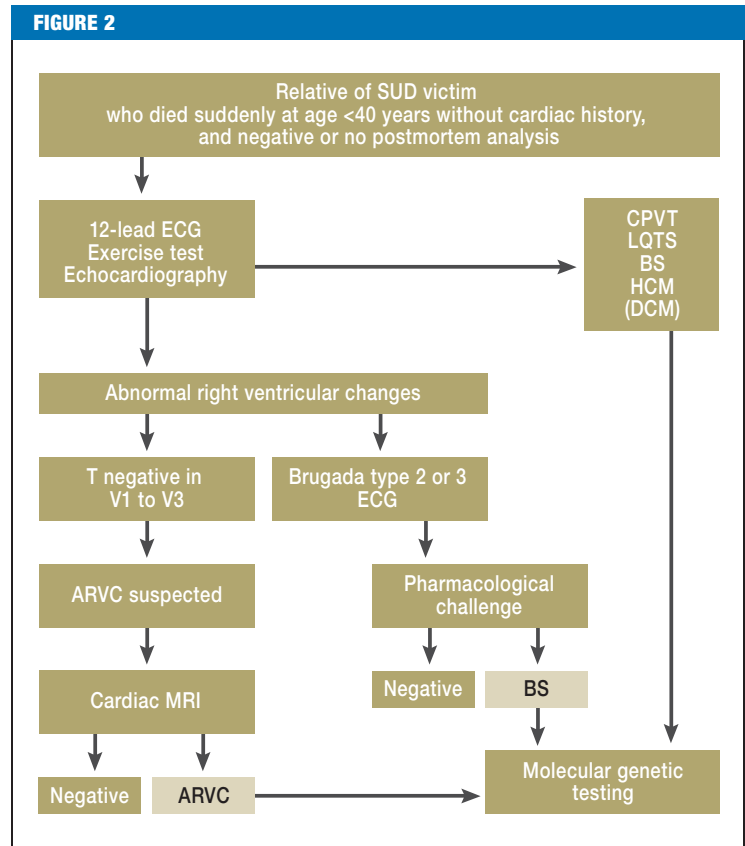 FIGURE 2
Relative of SUD victim
who died suddenly at age <40 years without cardiac history,
and negative or no postmortem analysis
12-lead ECG
Exercise test
Echocardiography
CPVT
LQTS
BS
HCM
(DCM)
Abnormal right ventricular changes
T negative in
V1 to V3
Brugada type 2 or 3
ECG
ARVC suspected
Pharmacological
challenge
Cardiac MRI
Negative
BS
Negative
ARVC
Molecular genetic
testing